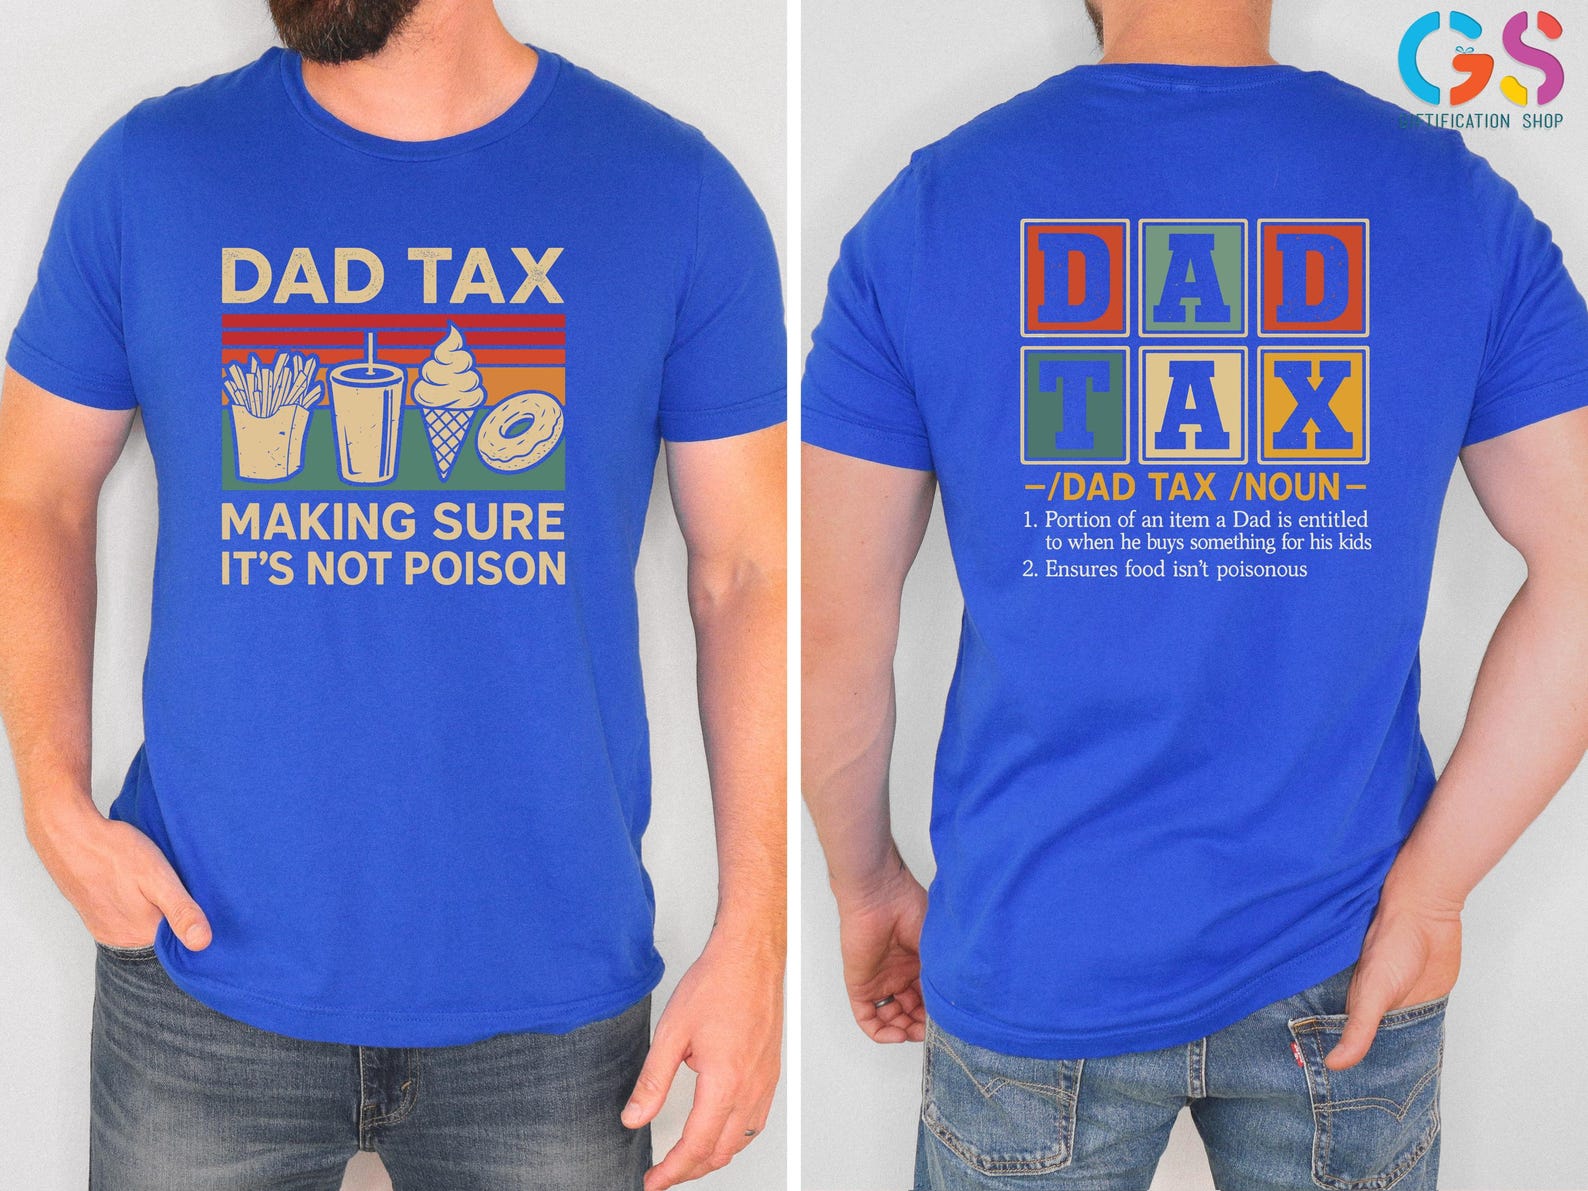 DAD TAX
MAKING SURE
IT'S NOT POISON
GS
GIFTIFICATION SHOP
DAD
TAX
-/DAD TAX /NOUN-
1. Portion of an item a Dad is entitled
to when he buys something for his kids
2. Ensures food isn't poisonous